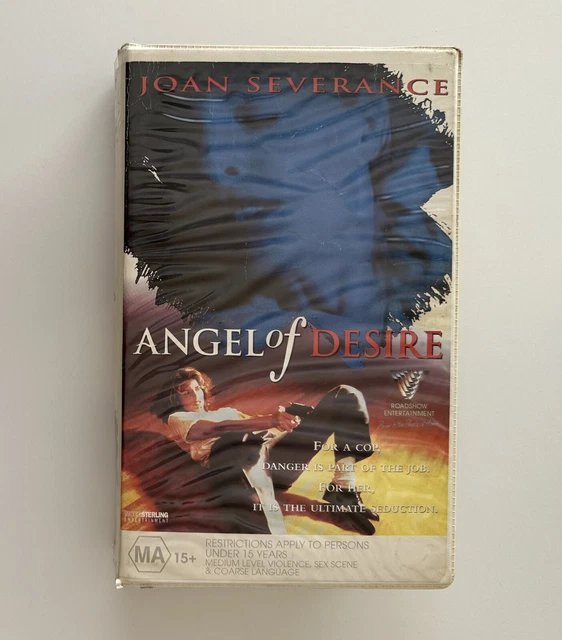 JOAN SEVERANCE
ANGEL of DESIRE
ROADSHOW
ENTERTAINMENT
FOR A COP,
DANGER IS PART OF THE JOB.
FOR HER,
IT IS THE ULTIMATE SEDUCTION.
STERLING
ENTERTAINMENT
MA 15+
RESTRICTIONS APPLY TO PERSONS
UNDER 15 YEARS
MEDIUM LEVEL VIOLENCE, SEX SCENE
& COARSE LANGUAGE